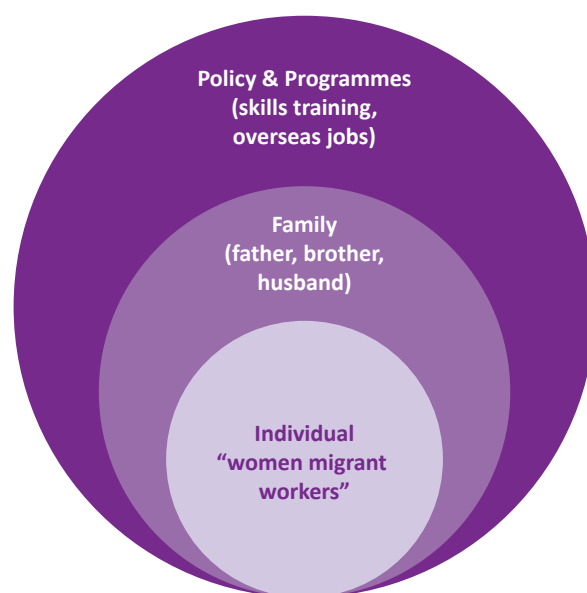 Policy & Programmes
(skills training,
overseas jobs)
Family
(father, brother,
husband)
Individual
“women migrant
workers”